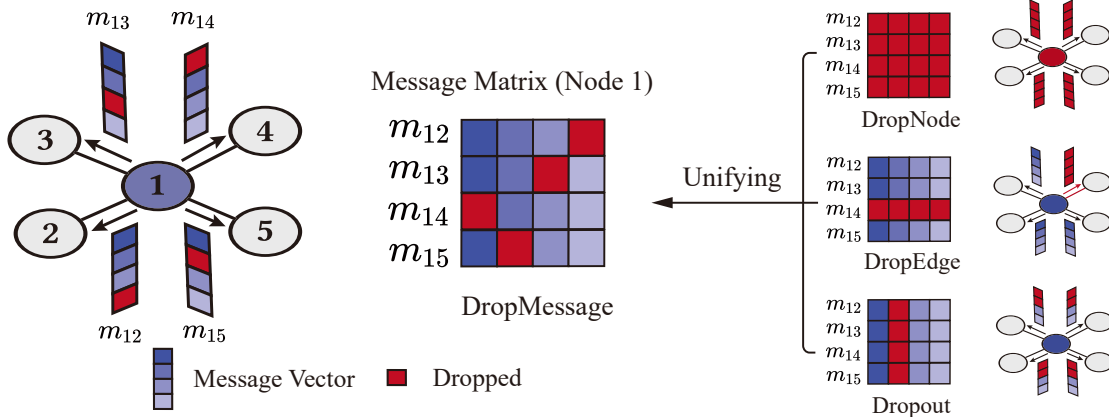 m13 m14
3
4
1
2
5
m12 m15
Message Vector
Dropped
Message Matrix (Node 1)
m12
m13
m14
m15
DropMessage
Unifying
m12
m13
m14
m15
DropNode
m12
m13
m14
m15
DropEdge
m12
m13
m14
m15
Dropout